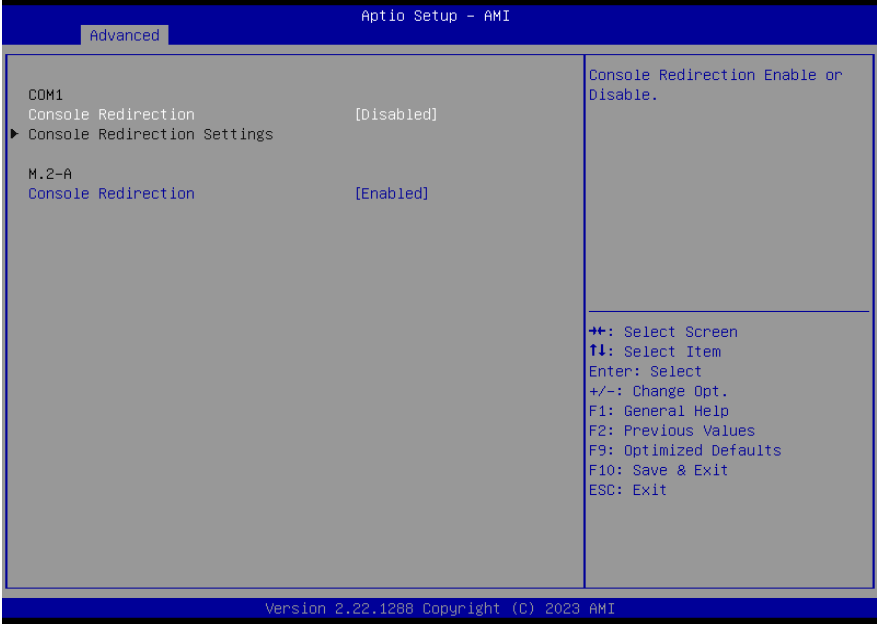 Aptio Setup – AMI
Advanced
COM1
Console Redirection [Disabled]
▶ Console Redirection Settings
M.2-A
Console Redirection [Enabled]
Console Redirection Enable or
Disable.
→←: Select Screen
↑↓: Select Item
Enter: Select
+/-: Change Opt.
F1: General Help
F2: Previous Values
F9: Optimized Defaults
F10: Save & Exit
ESC: Exit
Version 2.22.1288 Copyright (C) 2023 AMI